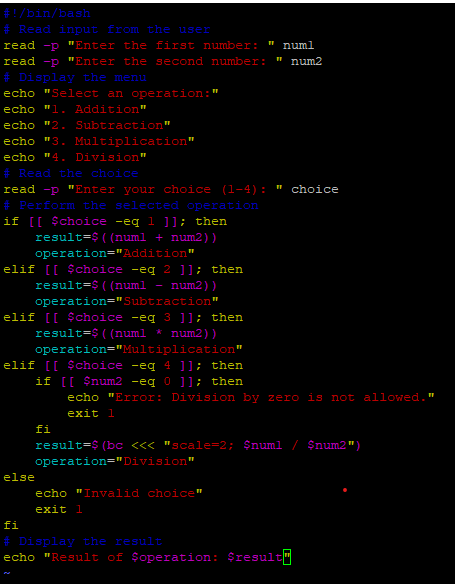 #!/bin/bash
# Read input from the user
read -p "Enter the first number: " num1
read -p "Enter the second number: " num2
# Display the menu
echo "Select an operation:"
echo "1. Addition"
echo "2. Subtraction"
echo "3. Multiplication"
echo "4. Division"
# Read the choice
read -p "Enter your choice (1-4): " choice
# Perform the selected operation
if [[ $choice -eq 1 ]]; then
    result=$((num1 + num2))
    operation="Addition"
elif [[ $choice -eq 2 ]]; then
    result=$((num1 - num2))
    operation="Subtraction"
elif [[ $choice -eq 3 ]]; then
    result=$((num1 * num2))
    operation="Multiplication"
elif [[ $choice -eq 4 ]]; then
    if [[ $num2 -eq 0 ]]; then
        echo "Error: Division by zero is not allowed."
        exit 1
    fi
    result=$(bc <<< "scale=2; $num1 / $num2")
    operation="Division"
else
    echo "Invalid choice"
    exit 1
fi
# Display the result
echo "Result of $operation: $result"
~